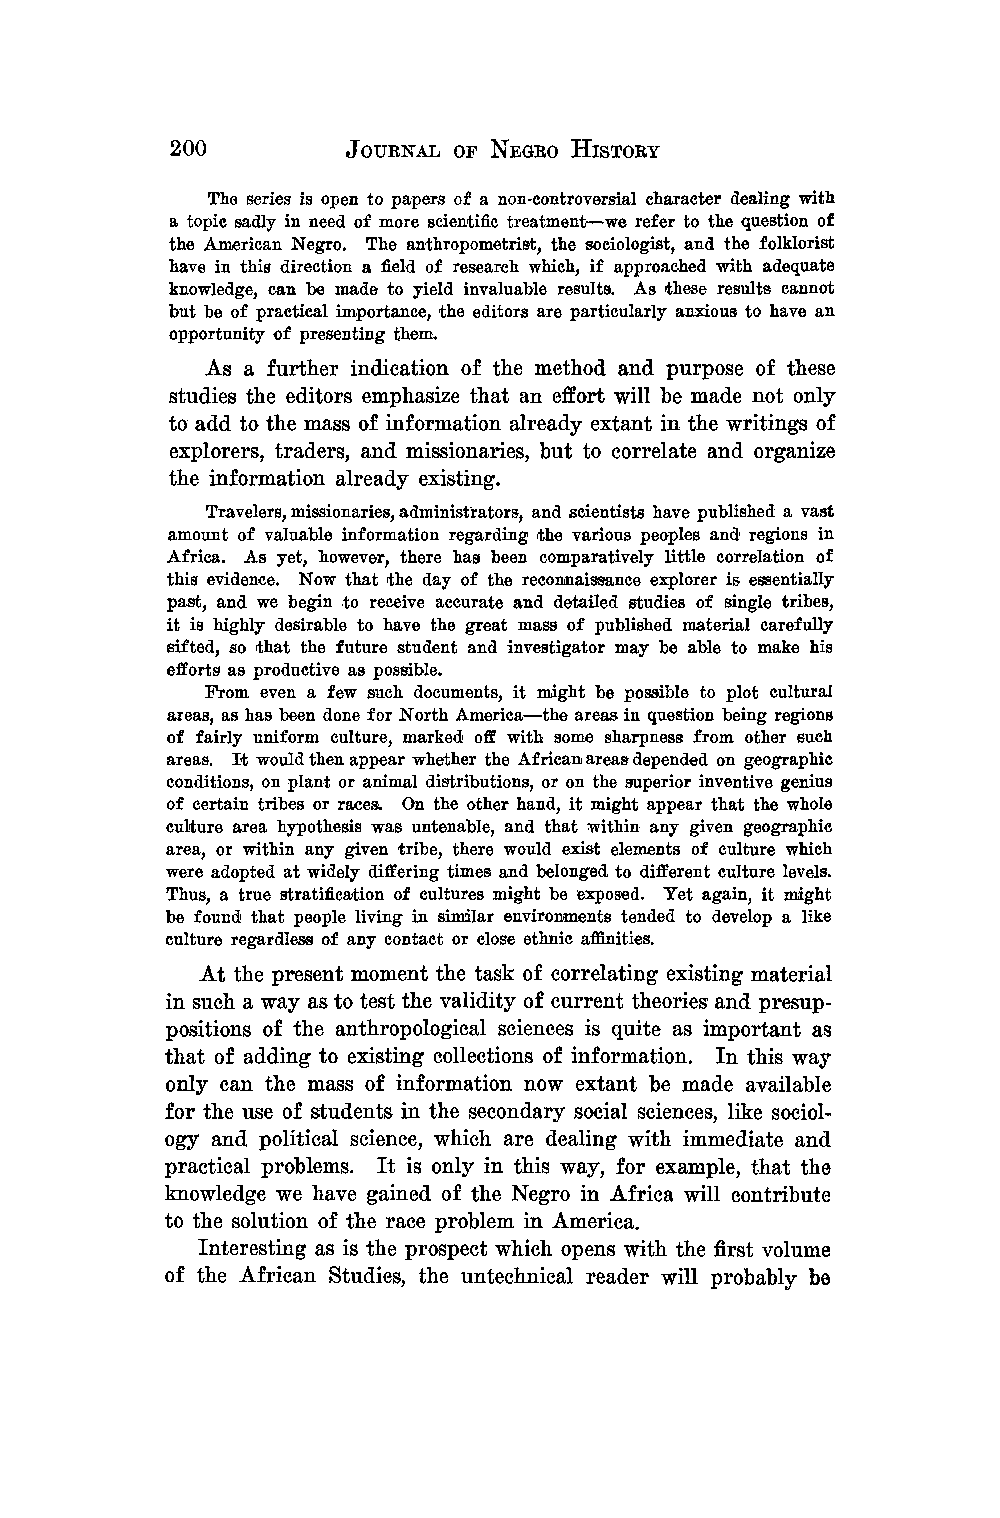 200 JOURNAL OF NEGRO HISTORY
The series is open to papers of a non-controversial character dealing with
a topic sadly in need of more scientific treatment—we refer to the question of
the American Negro. The anthropometrist, the sociologist, and the folklorist
have in this direction a field of research which, if approached with adequate
knowledge, can be made to yield invaluable results. As these results cannot
but be of practical importance, the editors are particularly anxious to have an
opportunity of presenting them.
As a further indication of the method and purpose of these
studies the editors emphasize that an effort will be made not only
to add to the mass of information already extant in the writings of
explorers, traders, and missionaries, but to correlate and organize
the information already existing.
Travelers, missionaries, administrators, and scientists have published a vast
amount of valuable information regarding the various peoples and regions in
Africa. As yet, however, there has been comparatively little correlation of
this evidence. Now that the day of the reconnaissance explorer is essentially
past, and we begin to receive accurate and detailed studies of single tribes,
it is highly desirable to have the great mass of published material carefully
sifted, so that the future student and investigator may be able to make his
efforts as productive as possible.
From even a few such documents, it might be possible to plot cultural
areas, as has been done for North America—the areas in question being regions
of fairly uniform culture, marked off with some sharpness from other such
areas. It would then appear whether the African areas depended on geographic
conditions, on plant or animal distributions, or on the superior inventive genius
of certain tribes or races. On the other hand, it might appear that the whole
culture area hypothesis was untenable, and that within any given geographic
area, or within any given tribe, there would exist elements of culture which
were adopted at widely differing times and belonged to different culture levels.
Thus, a true stratification of cultures might be exposed. Yet again, it might
be found that people living in similar environments tended to develop a like
culture regardless of any contact or close ethnic affinities.
At the present moment the task of correlating existing material
in such a way as to test the validity of current theories and presup-
positions of the anthropological sciences is quite as important as
that of adding to existing collections of information. In this way
only can the mass of information now extant be made available
for the use of students in the secondary social sciences, like sociol-
ogy and political science, which are dealing with immediate and
practical problems. It is only in this way, for example, that the
knowledge we have gained of the Negro in Africa will contribute
to the solution of the race problem in America.
Interesting as is the prospect which opens with the first volume
of the African Studies, the untechnical reader will probably be